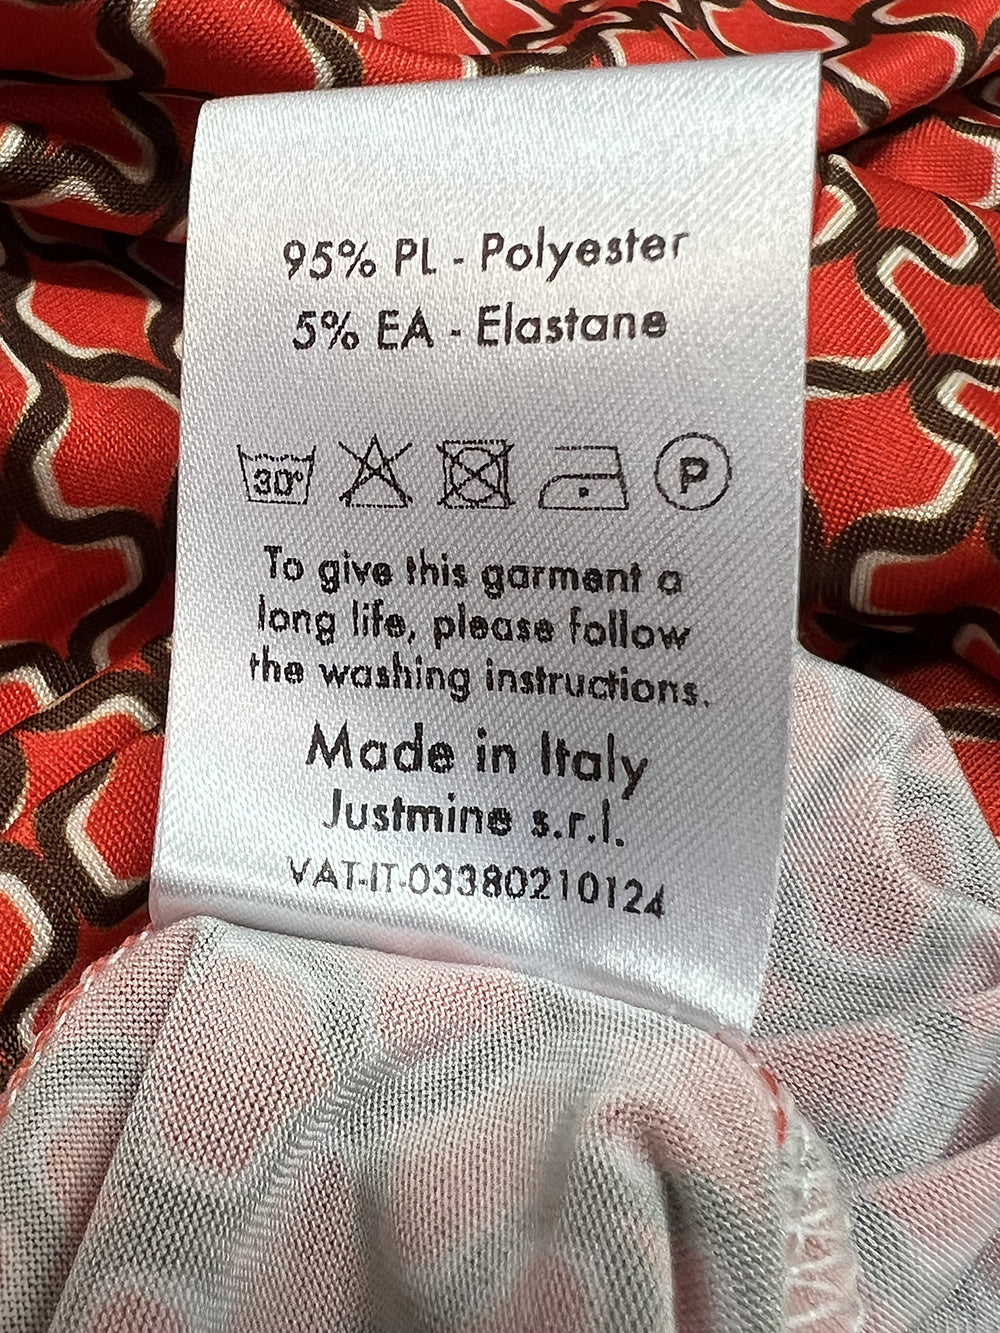 95% PL - Polyester
5% EA - Elastane
30° P
To give this garment a
long life, please follow
the washing instructions.
Made in Italy
Justmine s.r.l.
VAT-IT-03380210124